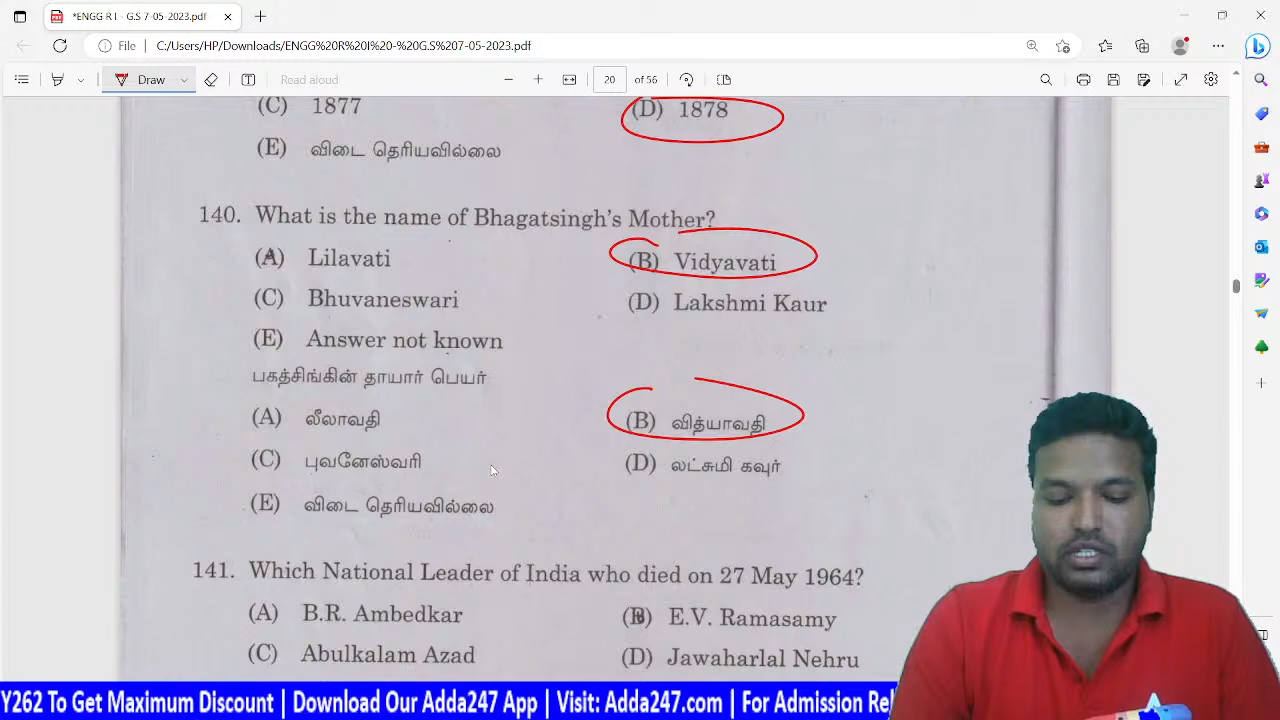 *ENGG R I - G.S 7-05-2023.pdf
File C:/Users/HP/Downloads/ENGG%20R%20I%20-%20G.S%207-05-2023.pdf
Draw Read aloud 20 of 56
(C) 1877 (D) 1878
(E) விடை தெரியவில்லை
140. What is the name of Bhagatsingh's Mother?
(A) Lilavati (B) Vidyavati
(C) Bhuvaneswari (D) Lakshmi Kaur
(E) Answer not known
பகத்சிங்கின் தாயார் பெயர்
(A) லீலாவதி (B) வித்யாவதி
(C) புவனேஸ்வரி (D) லட்சுமி கவுர்
(E) விடை தெரியவில்லை
141. Which National Leader of India who died on 27 May 1964?
(A) B.R. Ambedkar (B) E.V. Ramasamy
(C) Abulkalam Azad (D) Jawaharlal Nehru
Y262 To Get Maximum Discount | Download Our Adda247 App | Visit: Adda247.com | For Admission Rel